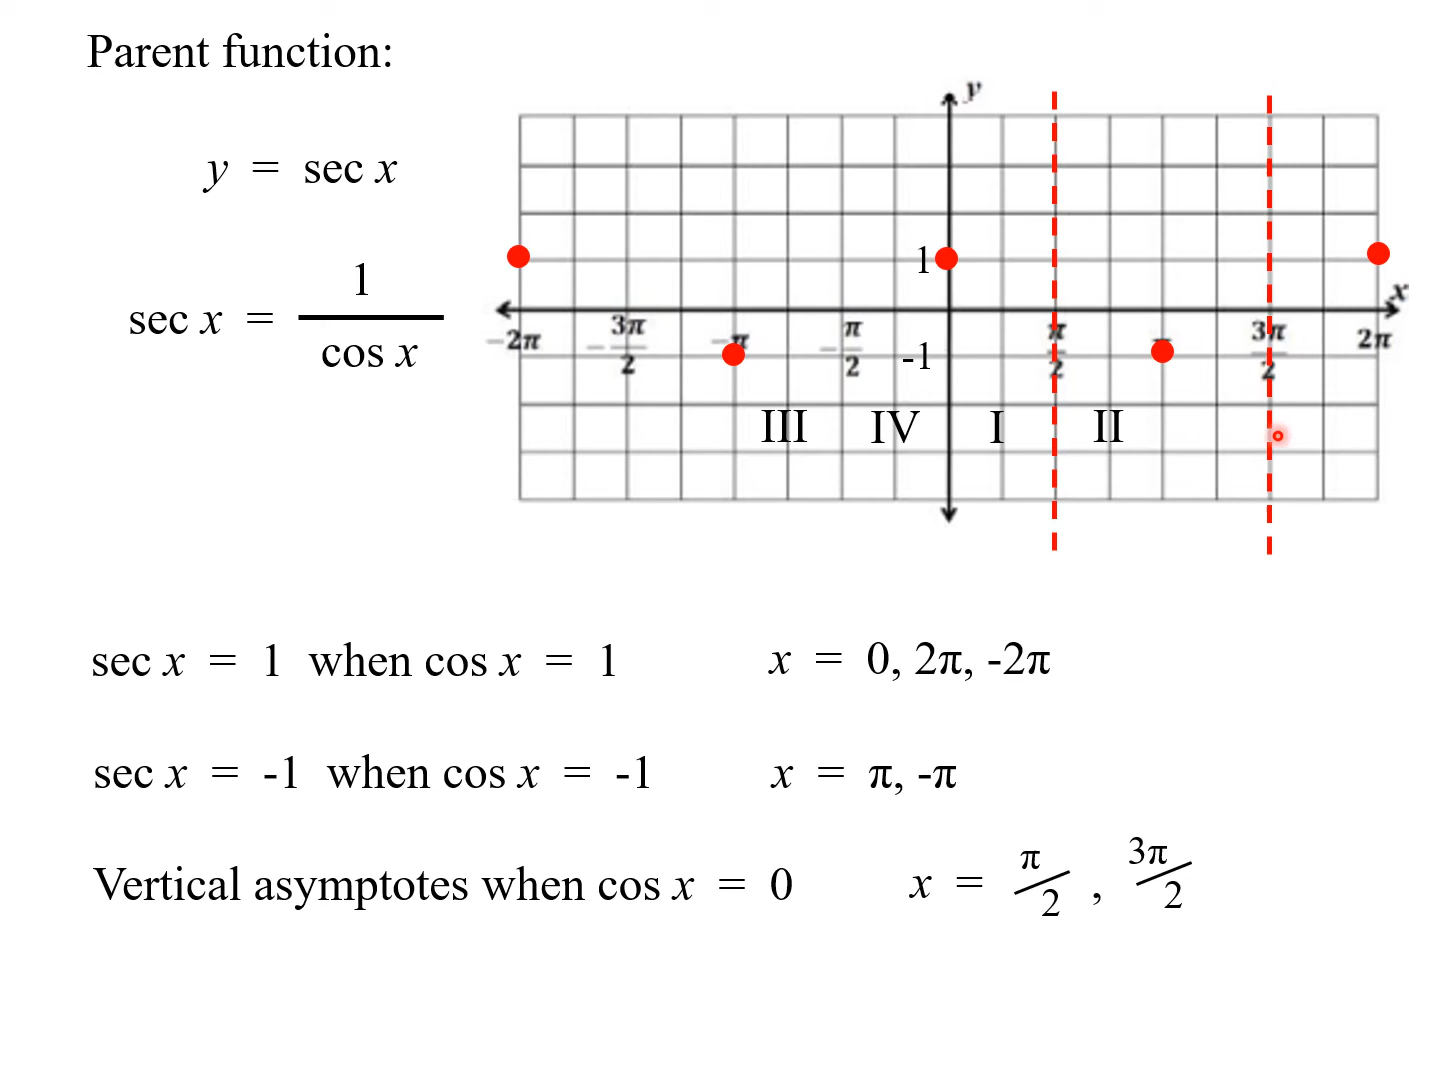 Parent function:
y = sec x
sec x = 1 / cos x
y
1
x
-2π -3π/2 -π -π/2 -1 π/2 3π/2 2π
III IV I II
sec x = 1 when cos x = 1 x = 0, 2π, -2π
sec x = -1 when cos x = -1 x = π, -π
Vertical asymptotes when cos x = 0 x = π/2 , 3π/2